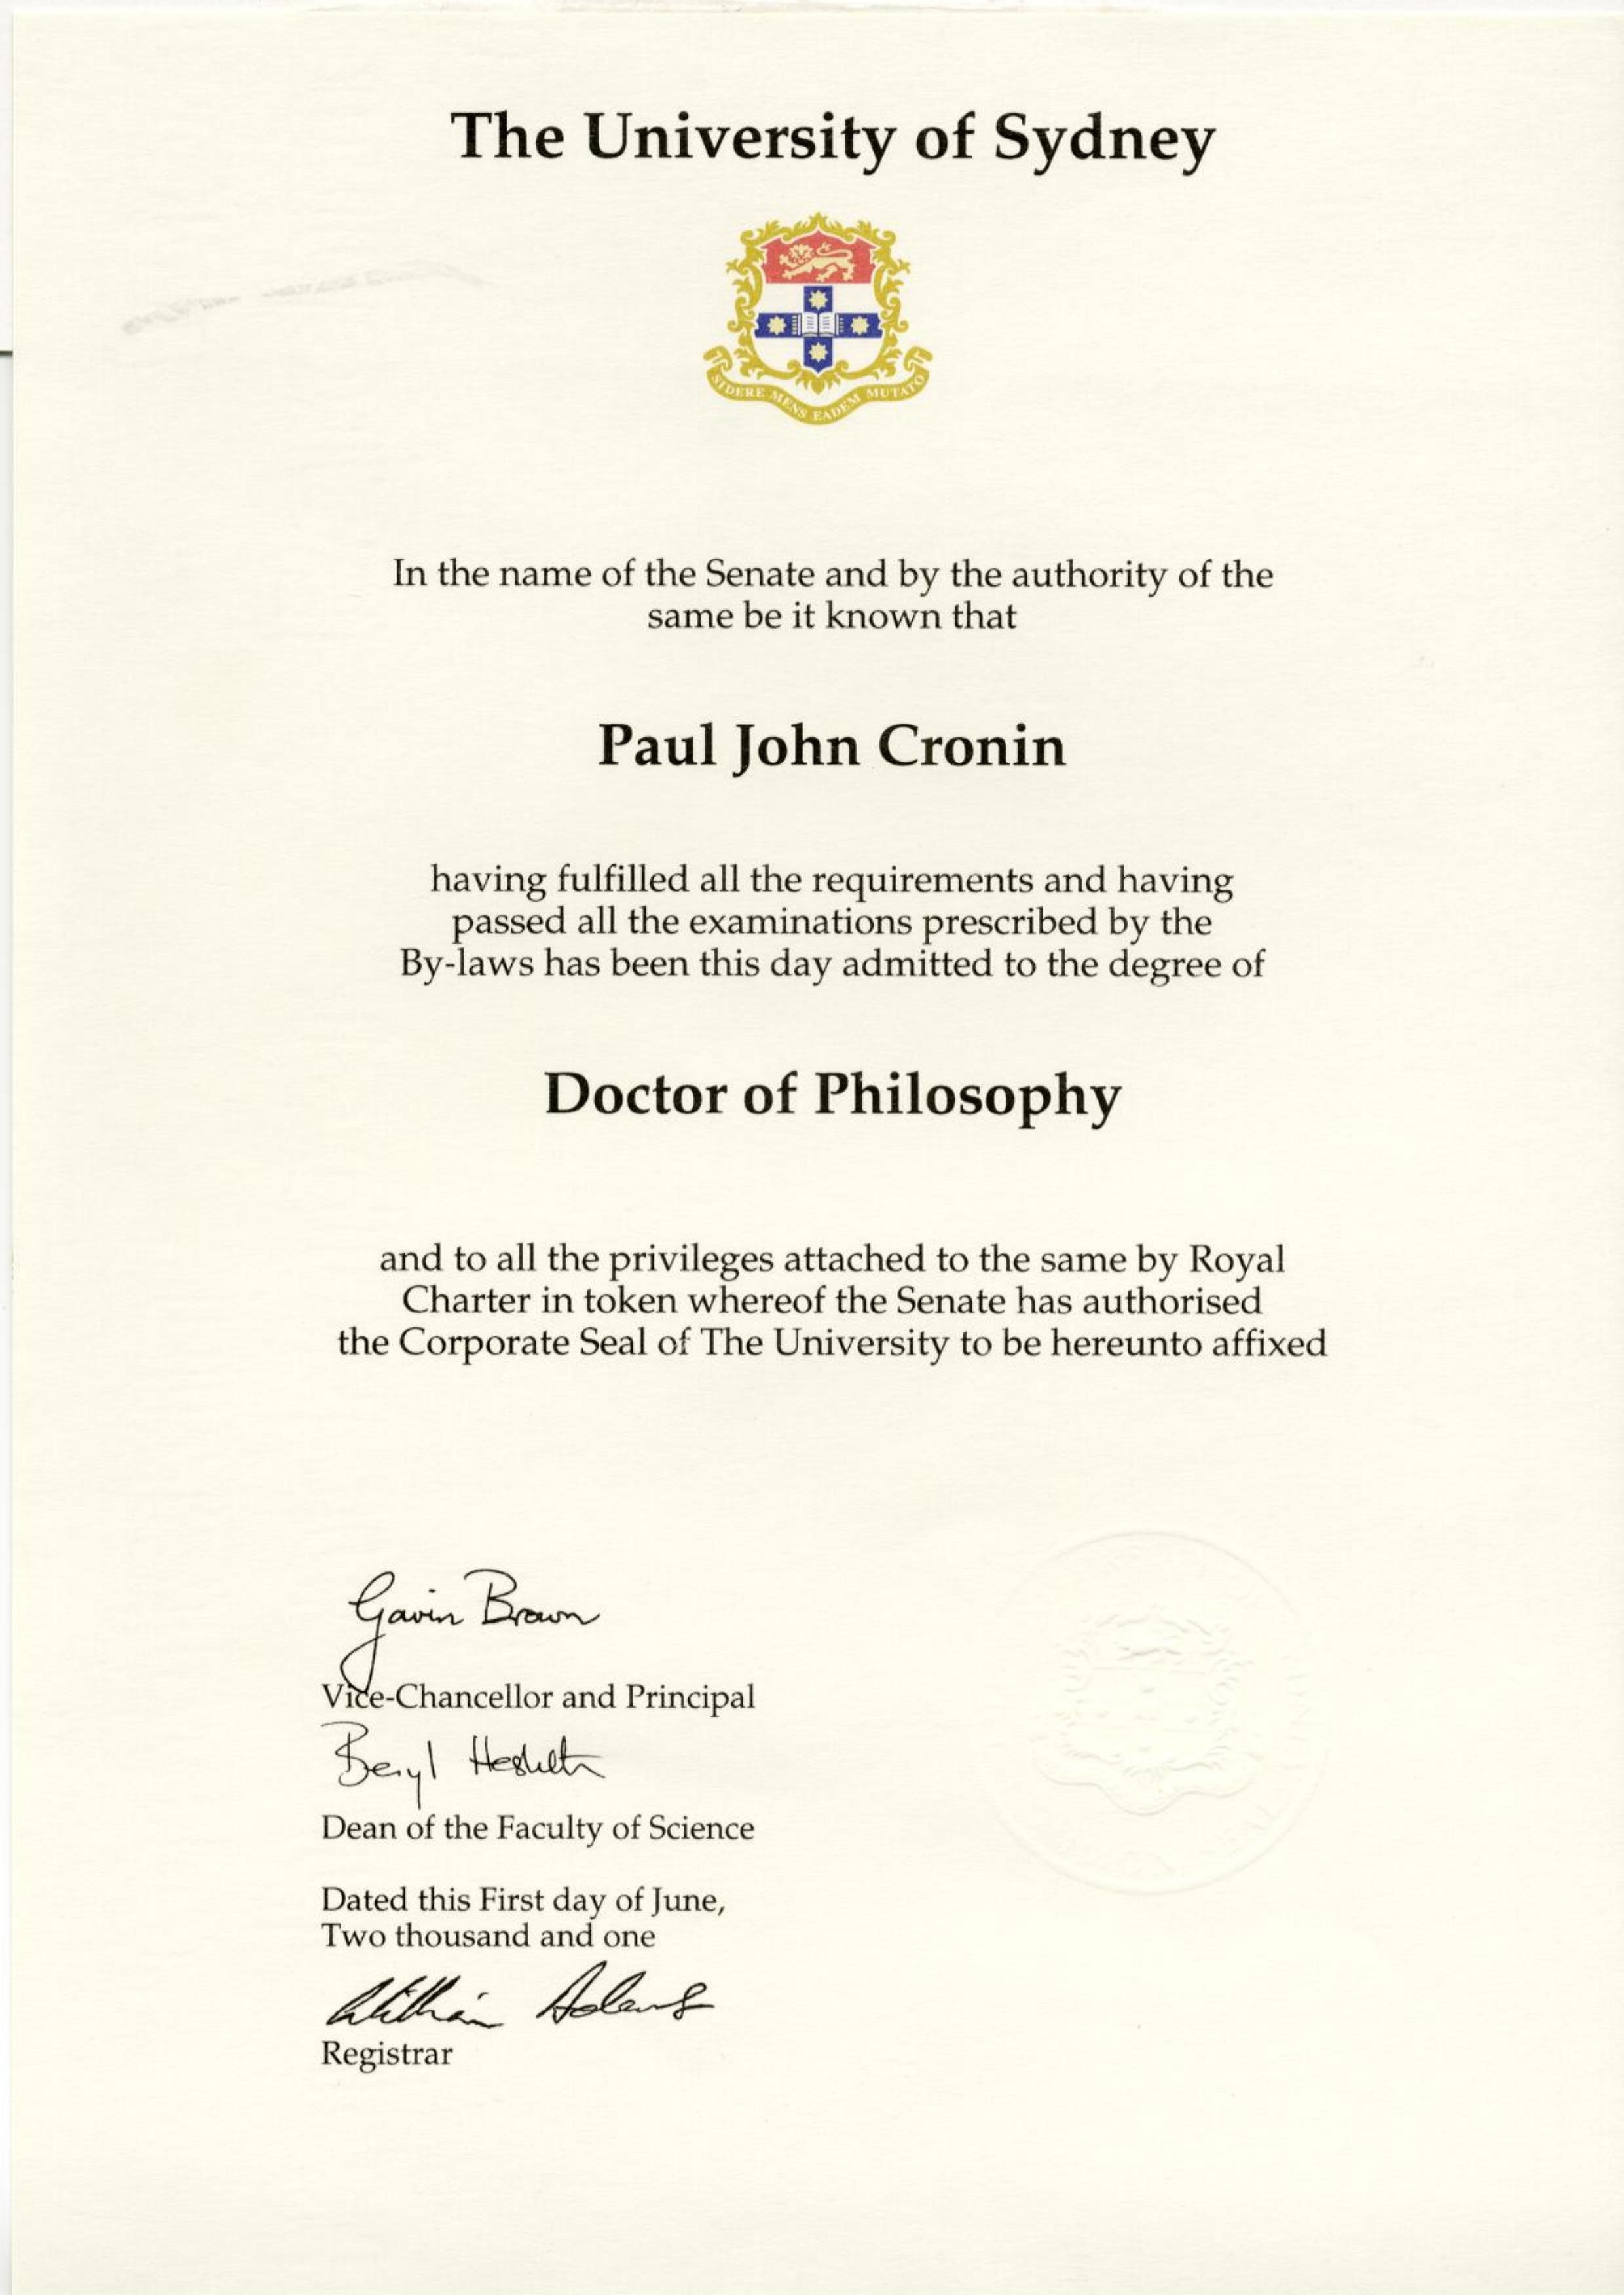 The University of Sydney
SIDERE MENS EADEM MUTATO
In the name of the Senate and by the authority of the
same be it known that
Paul John Cronin
having fulfilled all the requirements and having
passed all the examinations prescribed by the
By-laws has been this day admitted to the degree of
Doctor of Philosophy
and to all the privileges attached to the same by Royal
Charter in token whereof the Senate has authorised
the Corporate Seal of The University to be hereunto affixed
Gavin Brown
Vice-Chancellor and Principal
Beryl Hesketh
Dean of the Faculty of Science
Dated this First day of June,
Two thousand and one
William Adams
Registrar